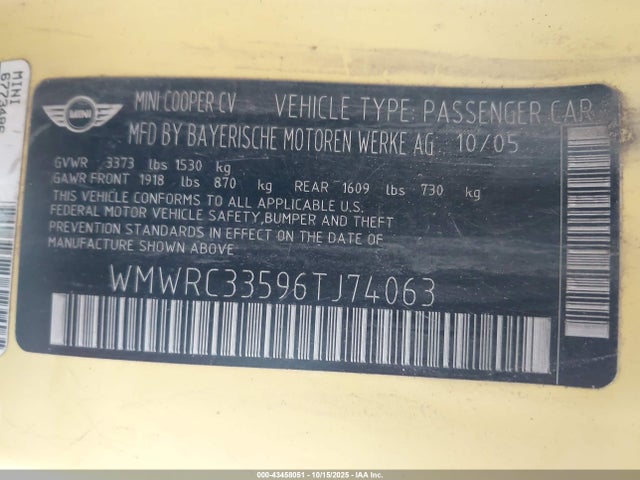 MINI
6773486
MINI
MINI COOPER CV VEHICLE TYPE: PASSENGER CAR
MFD BY BAYERISCHE MOTOREN WERKE AG 10/05
GVWR 3373 lbs 1530 kg
GAWR FRONT 1918 lbs 870 kg REAR 1609 lbs 730 kg
THIS VEHICLE CONFORMS TO ALL APPLICABLE U.S.
FEDERAL MOTOR VEHICLE SAFETY,BUMPER AND THEFT
PREVENTION STANDARDS IN EFFECT ON THE DATE OF
MANUFACTURE SHOWN ABOVE
WMWRC33596TJ74063
000-43458051 - 10/15/2025 - IAA Inc.